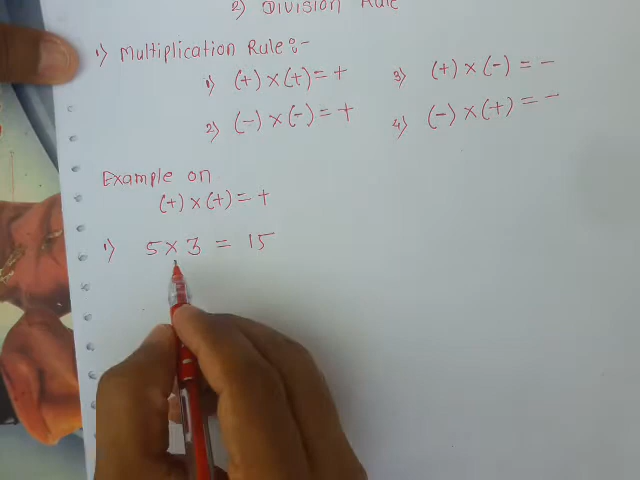 2) Division Rule
1) Multiplication Rule :-
1) (+) × (+) = +
3) (+) × (-) = -
2) (-) × (-) = +
4) (-) × (+) = -
Example on
(+) × (+) = +
1) 5 × 3 = 15